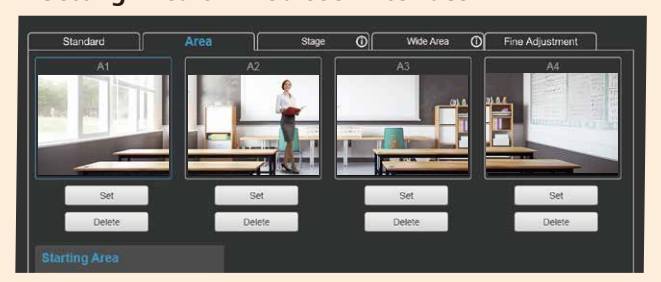 Standard Area Stage Wide Area Fine Adjustment
A1 A2 A3 A4
Set Set Set Set
Delete Delete Delete Delete
Starting Area